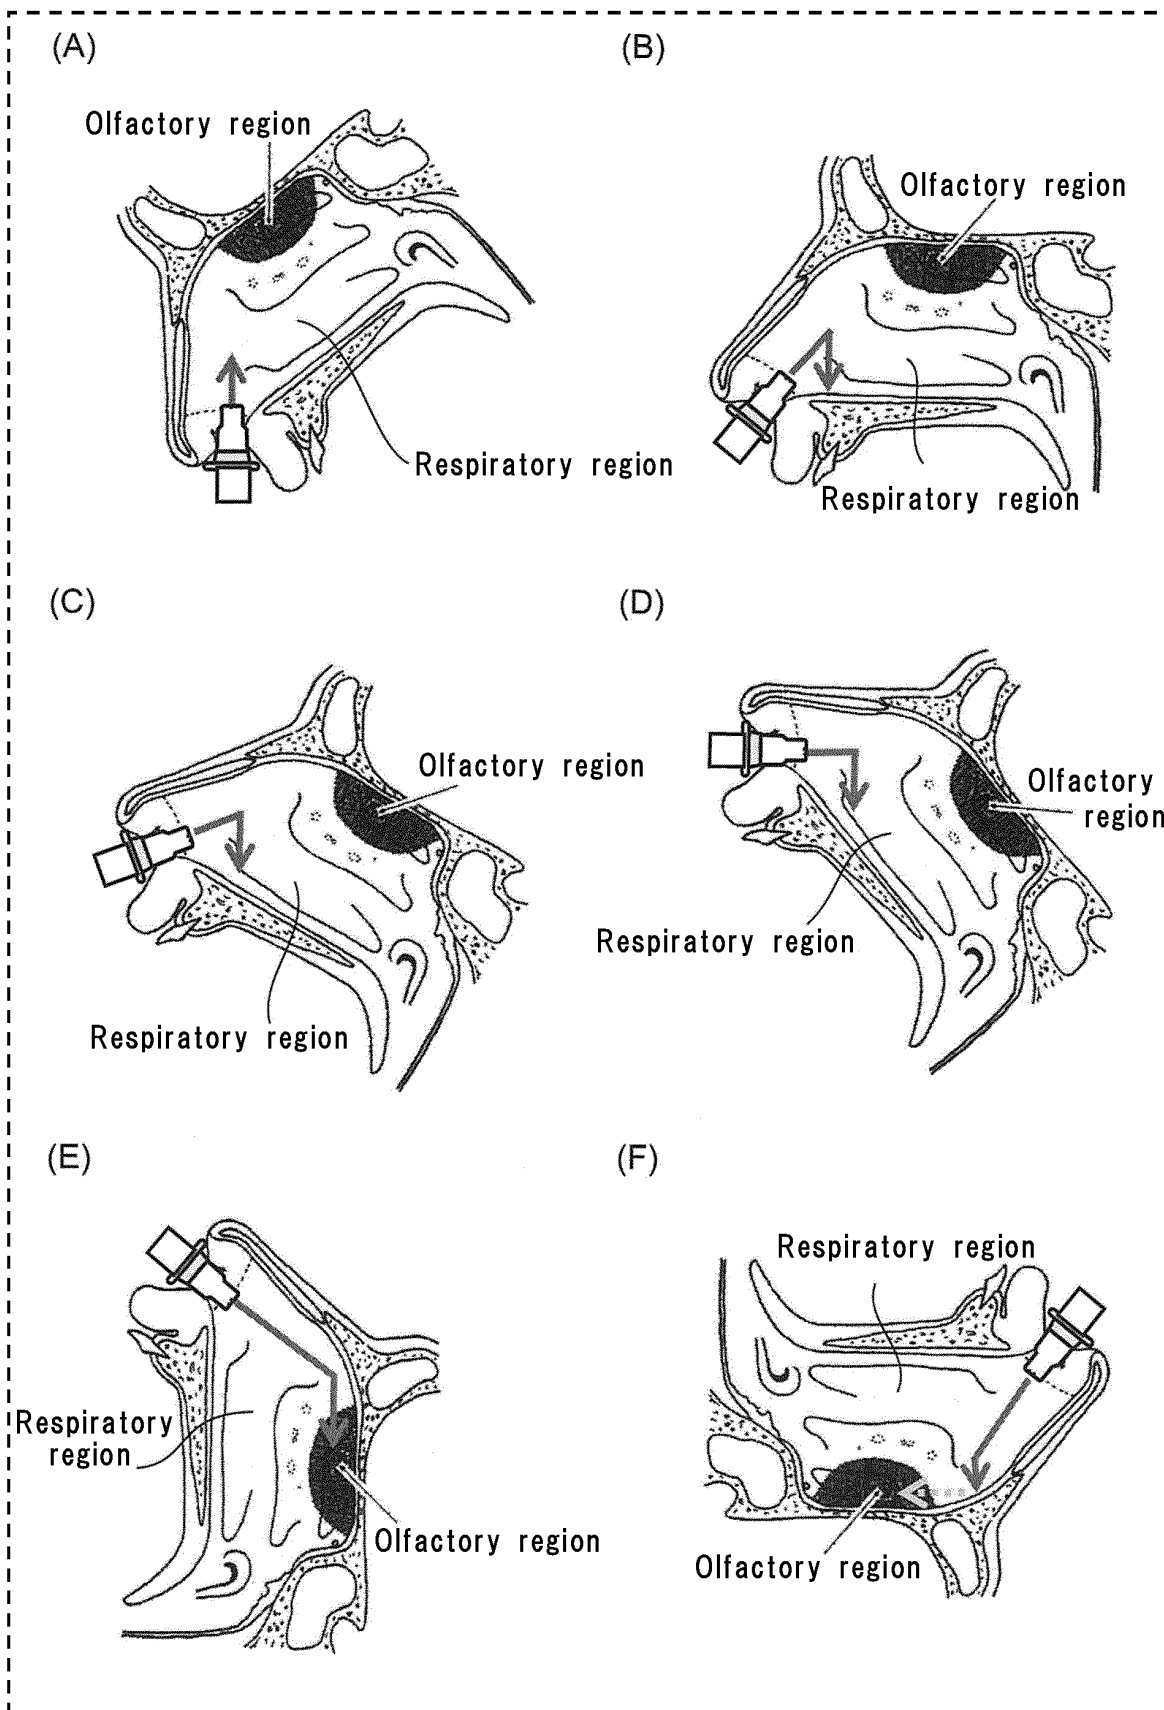 (A)
Olfactory region
Respiratory region
(B)
Olfactory region
Respiratory region
(C)
Olfactory region
Respiratory region
(D)
Olfactory
region
Respiratory region
(E)
Respiratory
region
Olfactory region
(F)
Respiratory region
Olfactory region